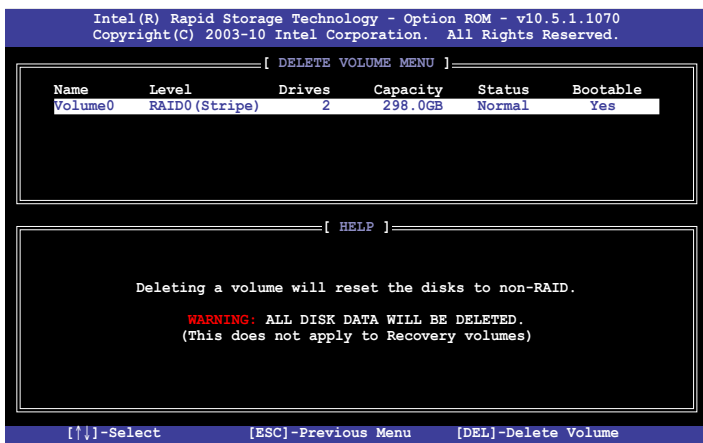 Intel(R) Rapid Storage Technology - Option ROM - v10.5.1.1070
Copyright(C) 2003-10 Intel Corporation. All Rights Reserved.
[ DELETE VOLUME MENU ]
Name Level Drives Capacity Status Bootable
Volume0 RAID0(Stripe) 2 298.0GB Normal Yes
[ HELP ]
Deleting a volume will reset the disks to non-RAID.
WARNING: ALL DISK DATA WILL BE DELETED.
(This does not apply to Recovery volumes)
[↑↓]-Select [ESC]-Previous Menu [DEL]-Delete Volume